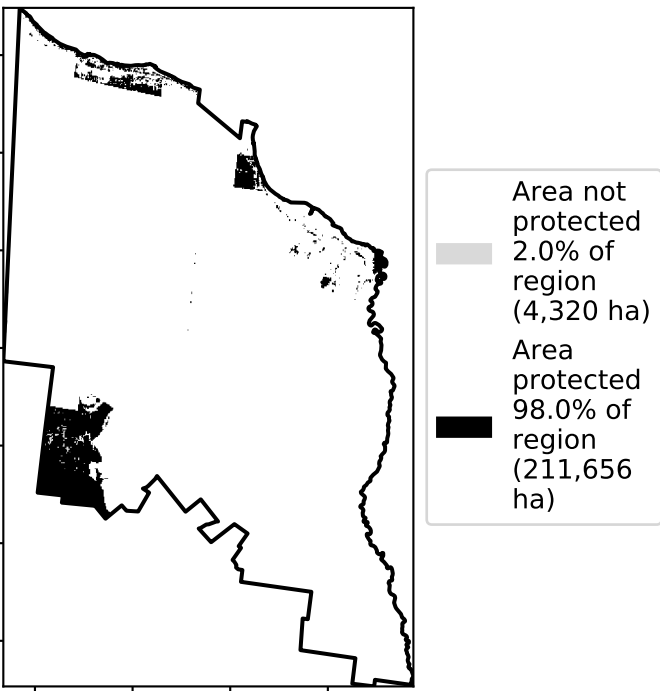 Area not
protected
2.0% of
region
(4,320 ha)
Area
protected
98.0% of
region
(211,656
ha)